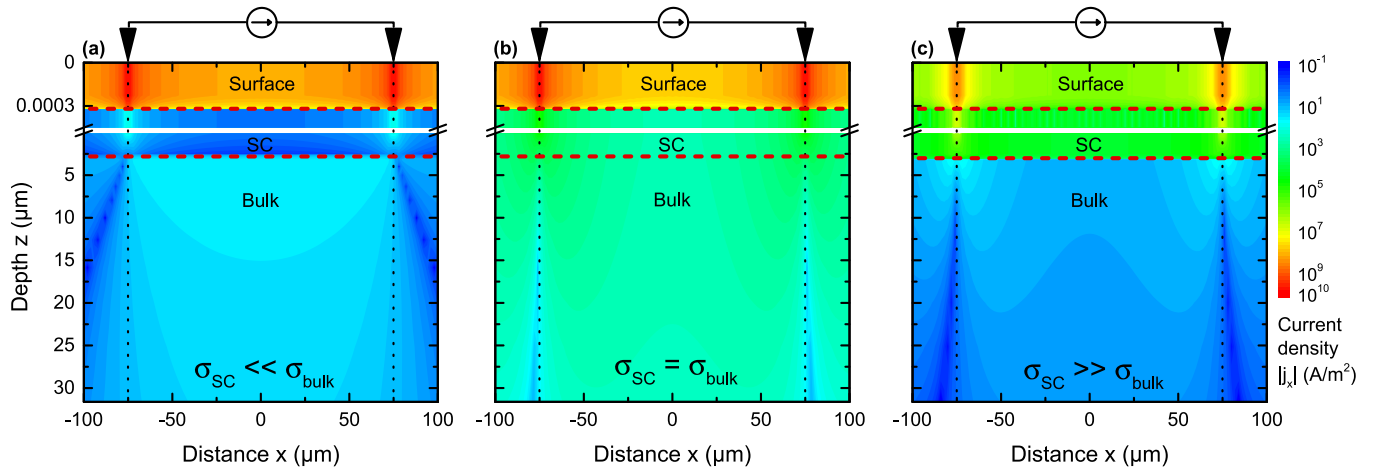 (a)
(b)
(c)
0
Surface
Surface
Surface
10⁻¹
0.0003
10¹
SC
SC
SC
10³
5
Bulk
Bulk
Bulk
10⁵
10
10⁷
15
10⁹
20
10¹⁰
25
Current
density
|jₓ| (A/m²)
30
σSC << σbulk
σSC = σbulk
σSC >> σbulk
Depth z (µm)
-100 -50 0 50 100
-100 -50 0 50 100
-100 -50 0 50 100
Distance x (µm)
Distance x (µm)
Distance x (µm)